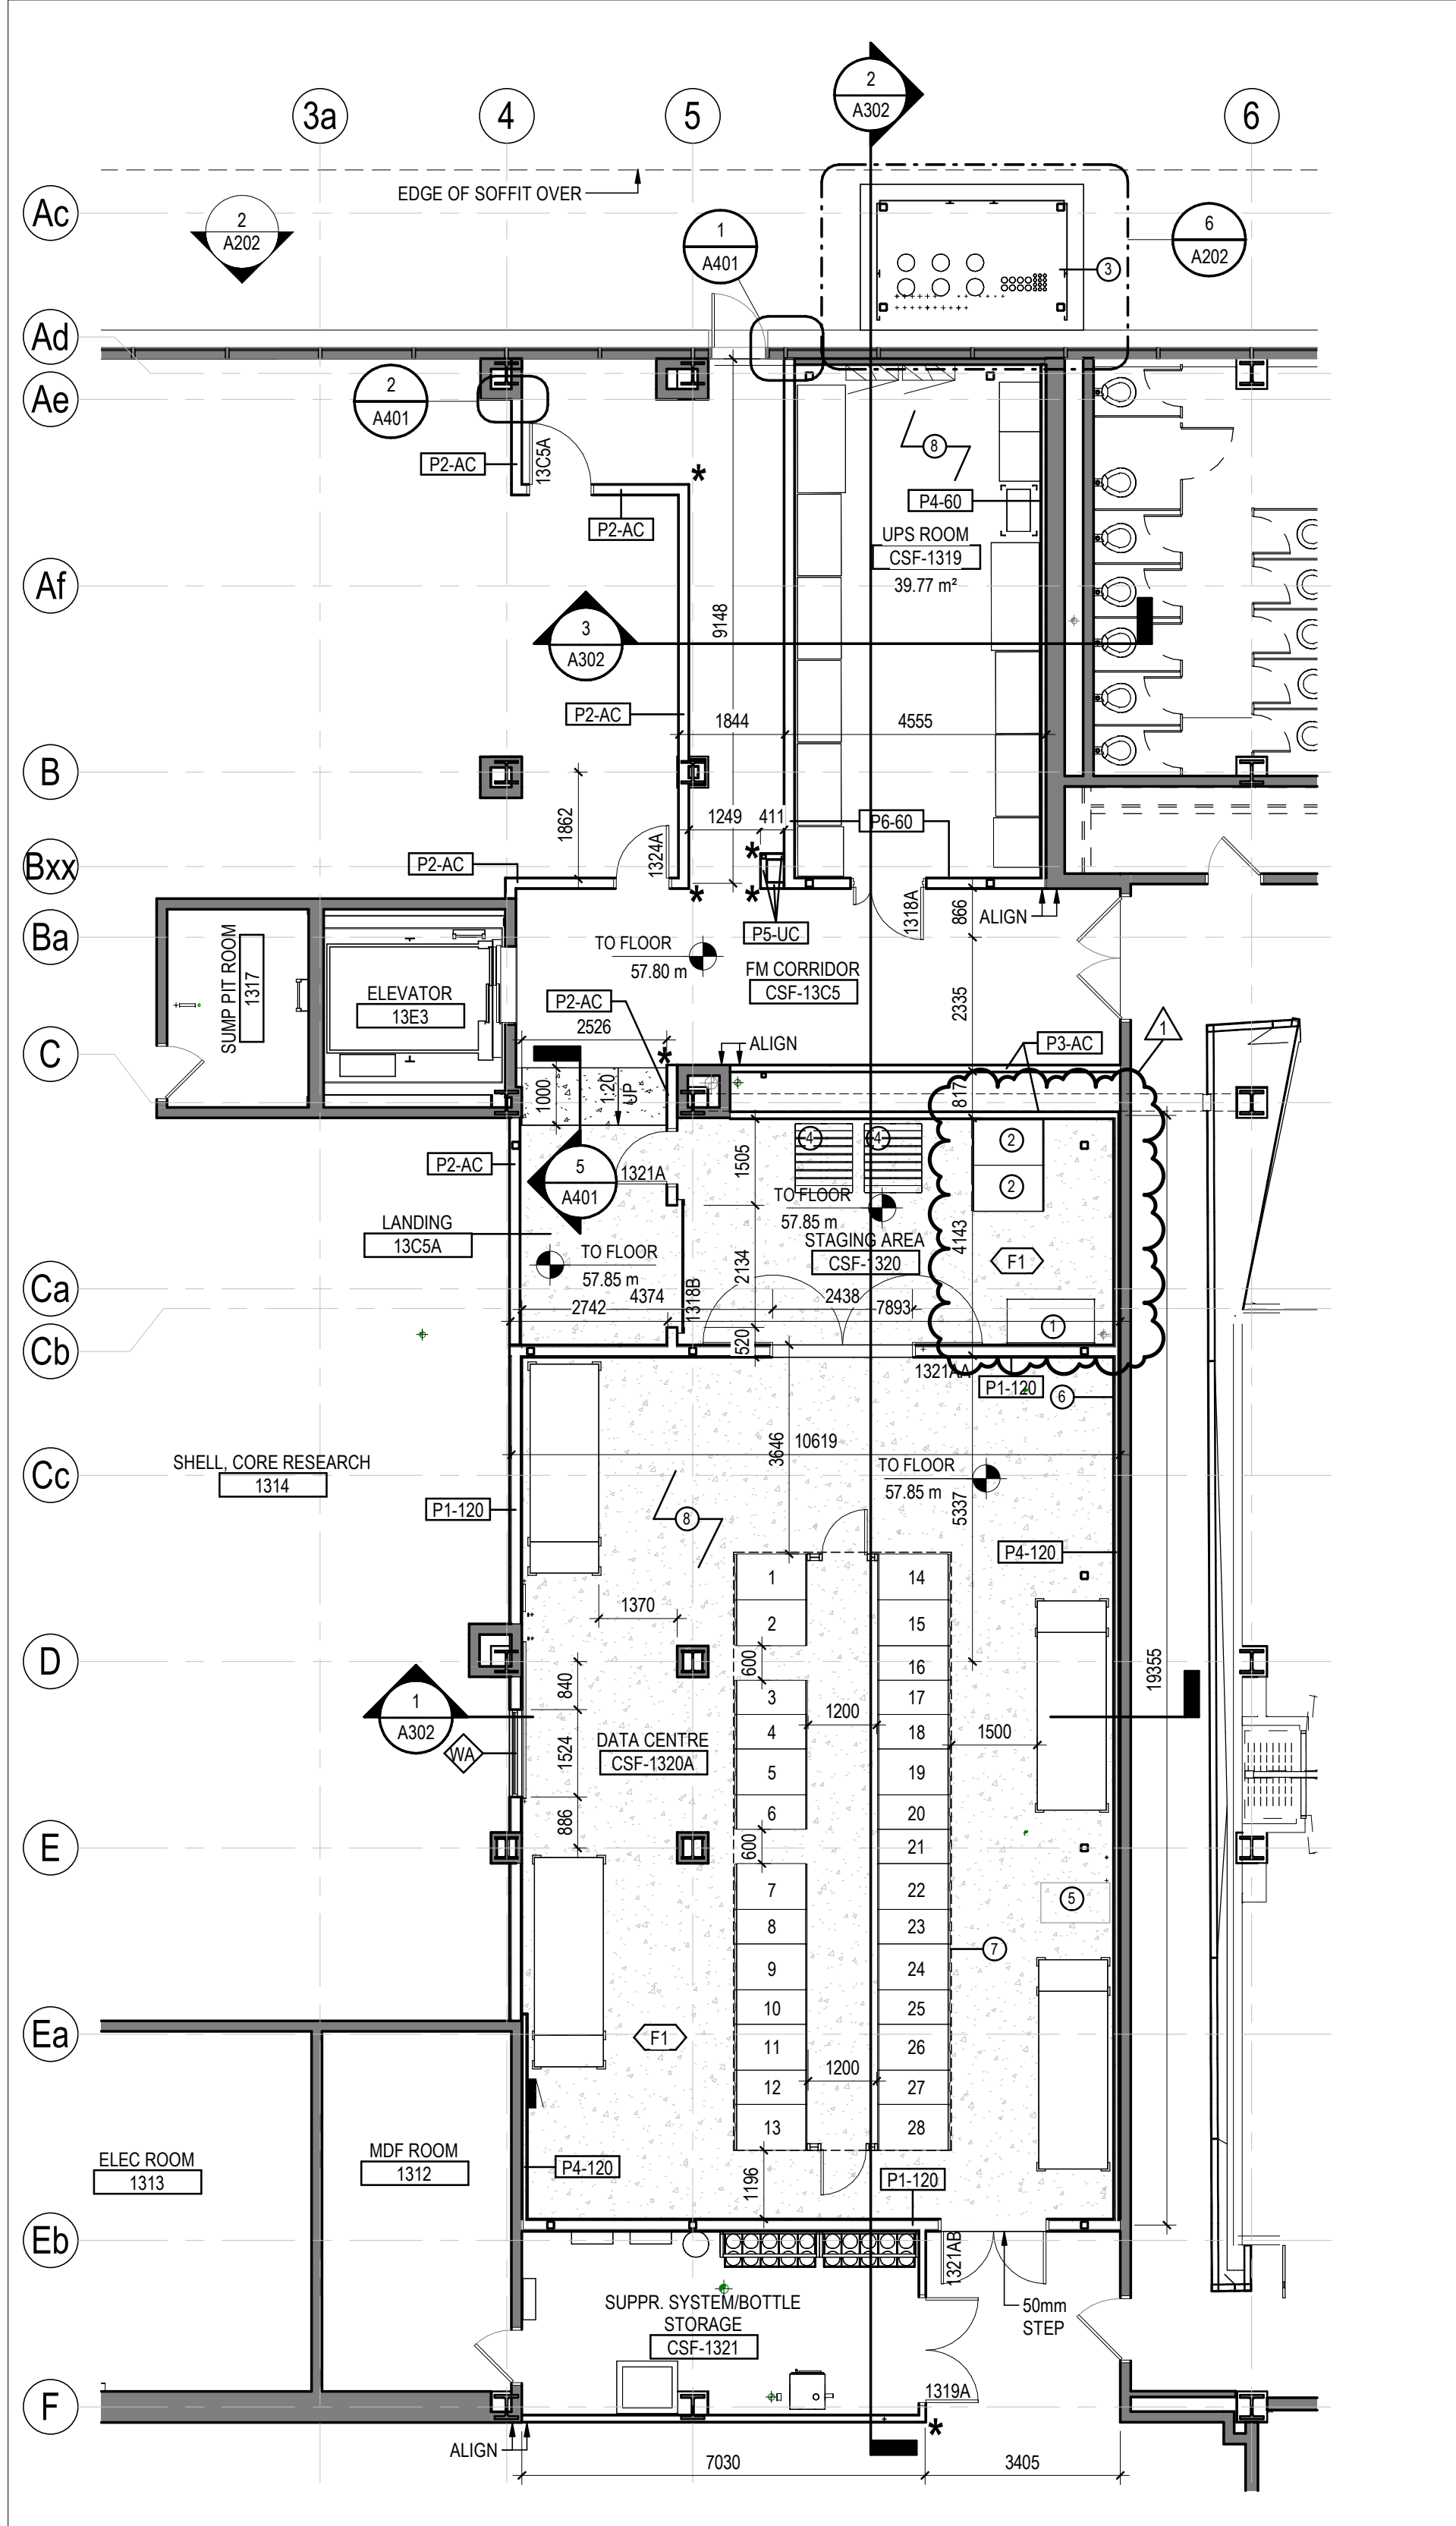 2
A302
3a
4
5
6
EDGE OF SOFFIT OVER
Ac
2
A202
1
A401
6
A202
3
Ad
Ae
2
A401
P2-AC
13C5A
8
P4-60
P2-AC
UPS ROOM
CSF-1319
39.77 m²
Af
9148
3
A302
P2-AC
1844
4555
B
1862
1249
411
P6-60
1324A
P2-AC
Bxx
1318A
866
ALIGN
P5-UC
Ba
TO FLOOR
57.80 m
FM CORRIDOR
CSF-13C5
SUMP PIT ROOM
1317
ELEVATOR
13E3
P2-AC
2526
2335
1
P3-AC
ALIGN
C
1000
1:20
UP
817
4
4
2
2
1505
P2-AC
5
A401
1321A
TO FLOOR
57.85 m
LANDING
13C5A
STAGING AREA
CSF-1320
4143
F1
TO FLOOR
57.85 m
2134
Ca
1318B
4374
2742
2438
7893
1
520
Cb
1321AA
P1-120
6
3646
10619
SHELL, CORE RESEARCH
1314
Cc
TO FLOOR
57.85 m
P1-120
8
5337
P4-120
1
14
2
15
1370
D
600
16
840
3
17
19355
1
A302
1200
4
18
1500
WA
DATA CENTRE
CSF-1320A
1524
5
19
6
20
886
E
600
21
7
22
5
8
23
9
24
7
10
25
Ea
F1
11
26
12
1200
27
13
28
ELEC ROOM
1313
MDF ROOM
1312
P4-120
1196
P1-120
Eb
1321AB
SUPPR. SYSTEM/BOTTLE
STORAGE
CSF-1321
50mm
STEP
1319A
F
ALIGN
7030
3405